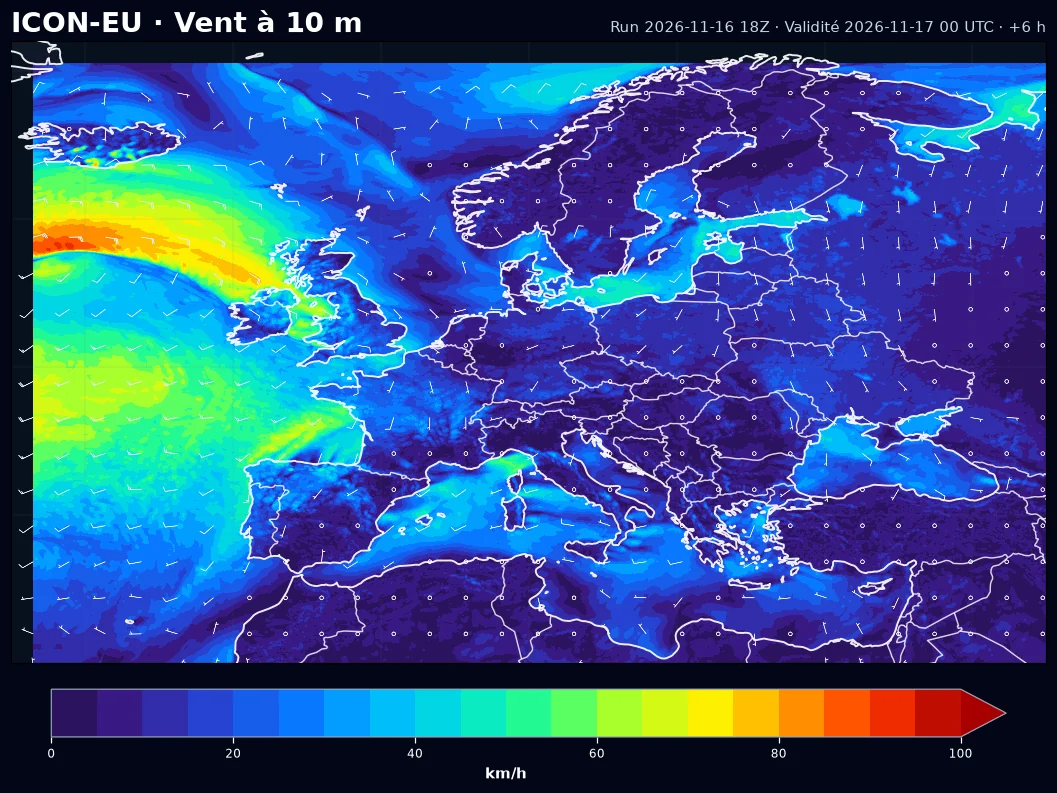 ICON-EU · Vent à 10 m
Run 2026-11-16 18Z · Validité 2026-11-17 00 UTC · +6 h
0 20 40 60 80 100
km/h